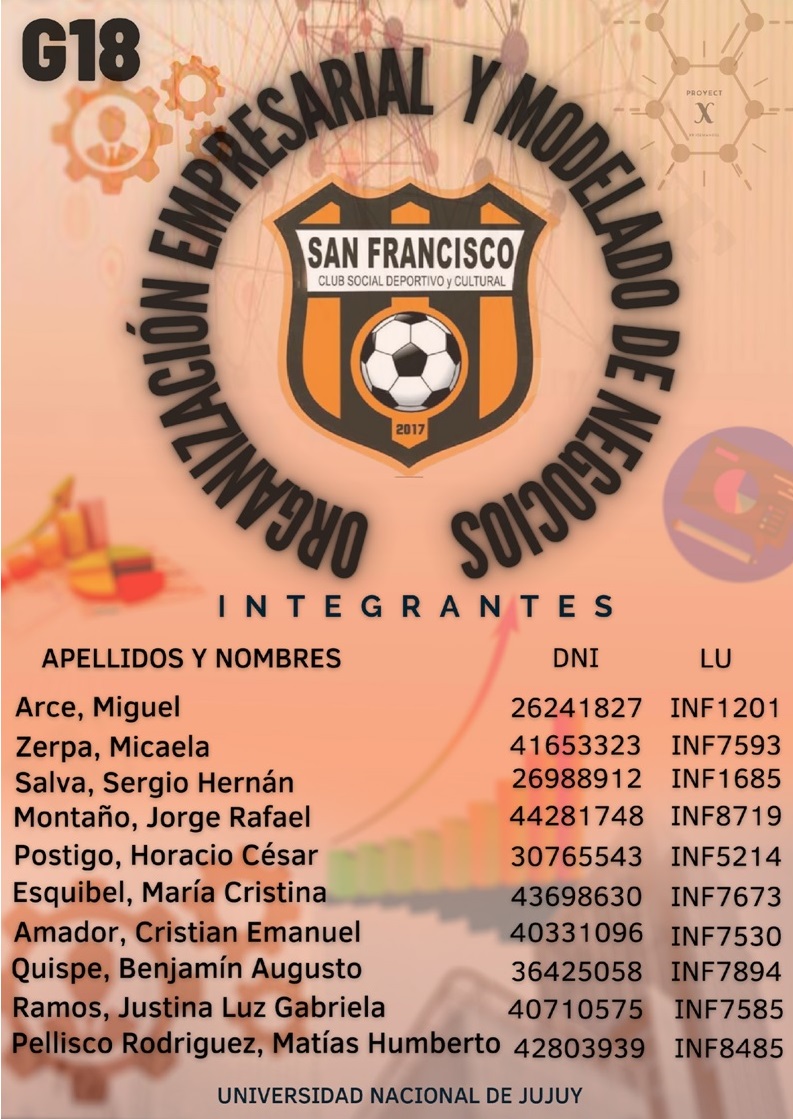 G18
PROYECT
X
ORGANIZACIÓN EMPRESARIAL Y MODELADO DE NEGOCIOS
SAN FRANCISCO
CLUB SOCIAL DEPORTIVO y CULTURAL
2017
INTEGRANTES
APELLIDOS Y NOMBRES DNI LU
Arce, Miguel 26241827 INF1201
Zerpa, Micaela 41653323 INF7593
Salva, Sergio Hernán 26988912 INF1685
Montaño, Jorge Rafael 44281748 INF8719
Postigo, Horacio César 30765543 INF5214
Esquibel, María Cristina 43698630 INF7673
Amador, Cristian Emanuel 40331096 INF7530
Quispe, Benjamín Augusto 36425058 INF7894
Ramos, Justina Luz Gabriela 40710575 INF7585
Pellisco Rodriguez, Matías Humberto 42803939 INF8485
UNIVERSIDAD NACIONAL DE JUJUY